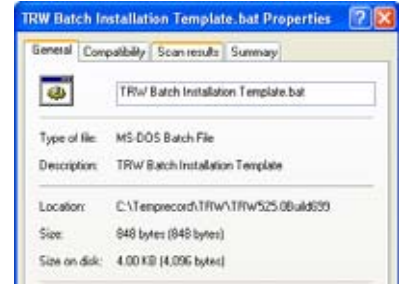 TRW Batch Installation Template.bat Properties
General Compatibility Scan results Summary
TRW Batch Installation Template.bat
Type of file: MS-DOS Batch File
Description: TRW Batch Installation Template
Location: C:\Temprecord\TRW\TRW525.0Build699
Size: 848 bytes (848 bytes)
Size on disk: 4.00 KB (4,096 bytes)